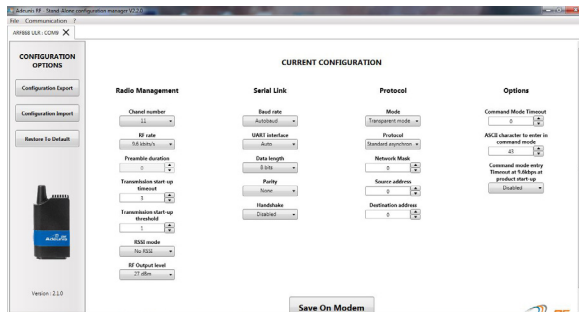 Adeunis RF - Stand-Alone configuration manager V2.2.0
File Communication ?
ARF868 ULR : COM9 X
CONFIGURATION
OPTIONS
Configuration Export
Configuration Import
Restore To Default
Version : 2.1.0
CURRENT CONFIGURATION
Radio Management
Chanel number
11
RF rate
9.6 kbits/s
Preamble duration
0
Transmission start-up
timeout
3
Transmission start-up
threshold
1
RSSI mode
No RSSI
RF Output level
27 dBm
Serial Link
Baud rate
Autobaud
UART interface
Auto
Data length
8 bits
Parity
None
Handshake
Disabled
Protocol
Mode
Transparent mode
Protocol
Standard asynchron
Network Mask
0
Source address
0
Destination address
0
Options
Command Mode Timeout
0
ASCII character to enter in
command mode
43
Command mode entry
Timeout at 9.6kbps at
product start-up
Disabled
Save On Modem